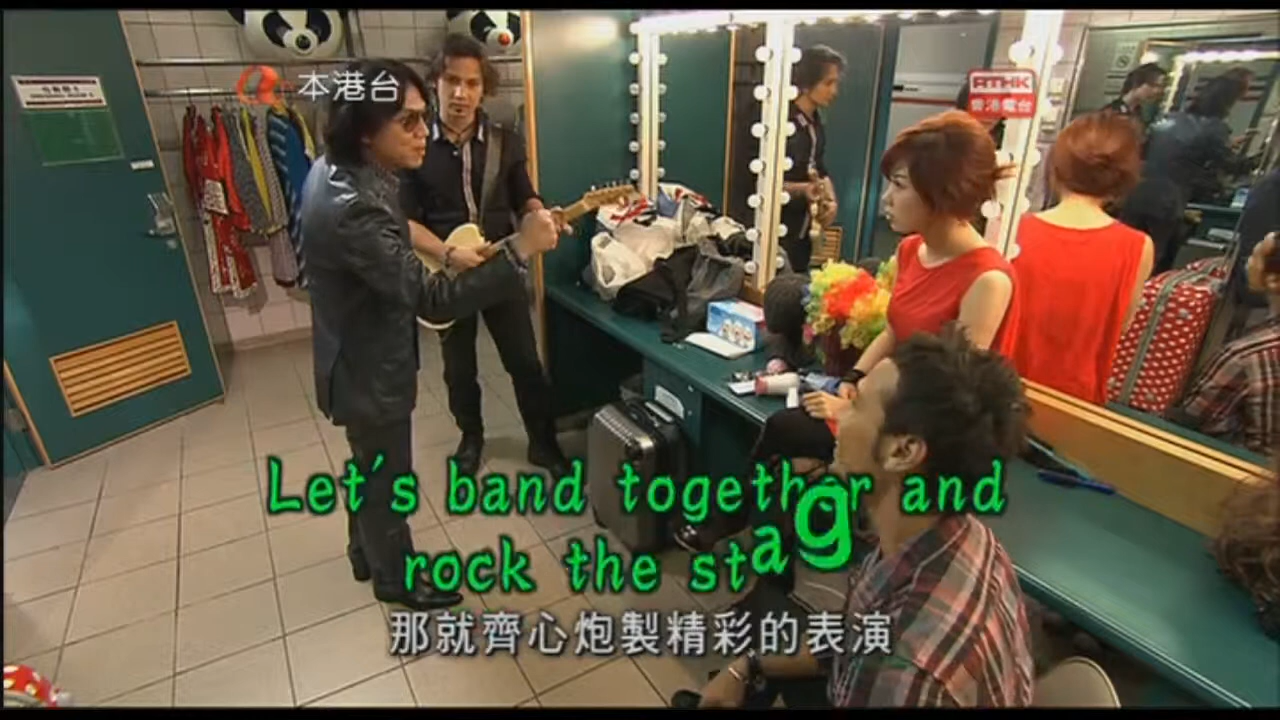 本港台
RTHK
香港電台
Let's band together and
rock the stag
那就齊心炮製精彩的表演